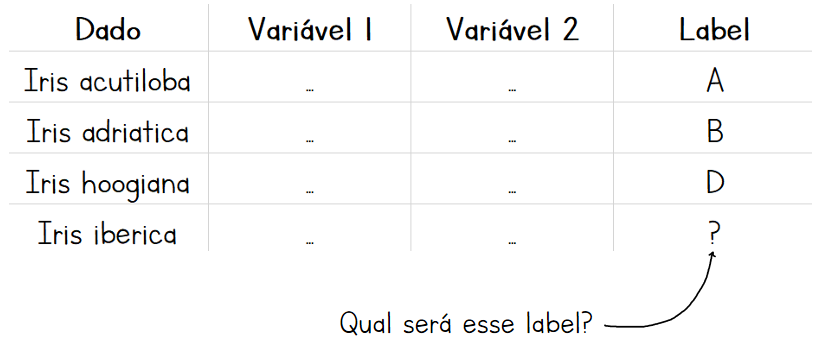 Dado Variável 1 Variável 2 Label
Iris acutiloba ... ... A
Iris adriatica ... ... B
Iris hoogiana ... ... D
Iris iberica ... ... ?
Qual será esse label?